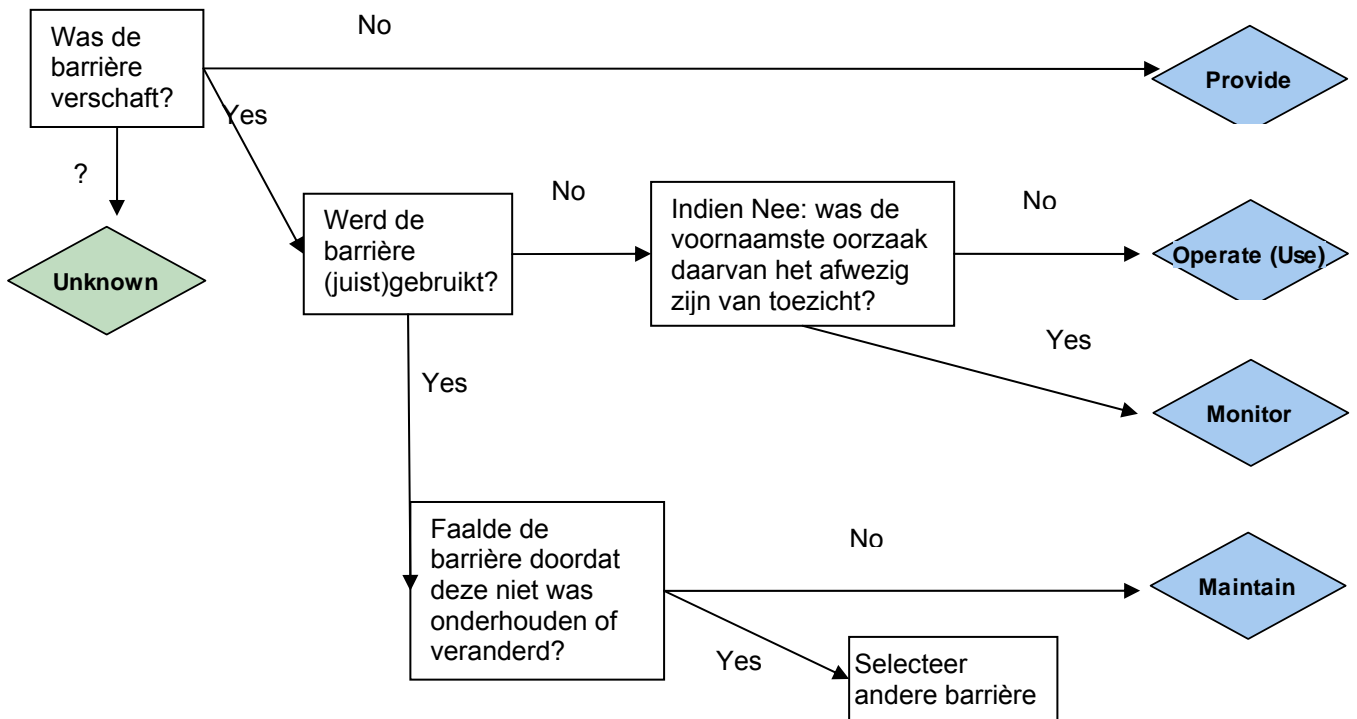 No
Was de
barrière
verschaft?
Provide
Yes
?
Unknown
Werd de
barrière
(juist)gebruikt?
No
Indien Nee: was de
voornaamste oorzaak
daarvan het afwezig
zijn van toezicht?
No
Operate (Use)
Yes
Monitor
Yes
Faalde de
barrière doordat
deze niet was
onderhouden of
veranderd?
No
Maintain
Yes
Selecteer
andere barrière